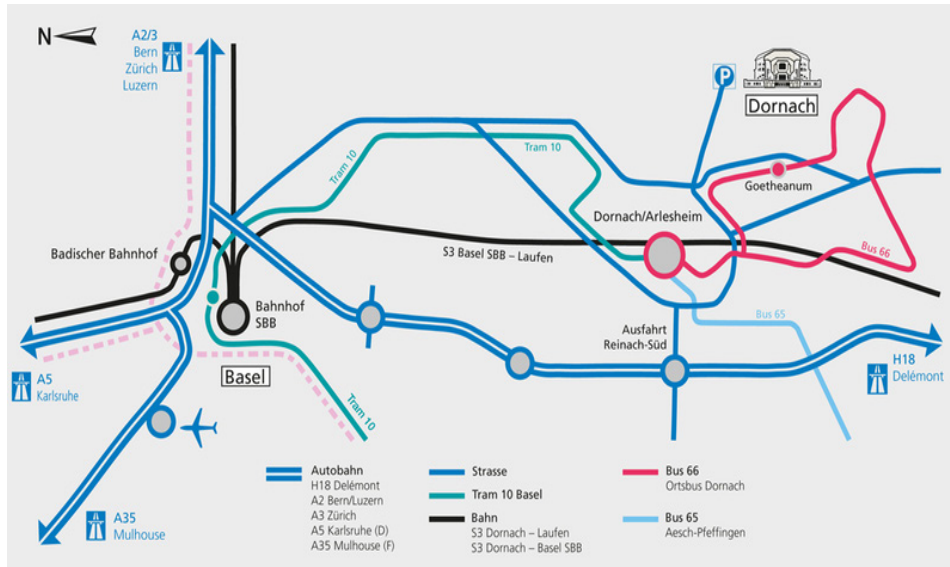 N
A2/3
Bern
Zürich
Luzern
P
Dornach
Tram 10
Tram 10
Goetheanum
Dornach/Arlesheim
Badischer Bahnhof
S3 Basel SBB – Laufen
Bus 66
Bahnhof
SBB
Ausfahrt
Reinach-Süd
Bus 65
H18
Delémont
A5
Karlsruhe
Basel
Tram 10
A35
Mulhouse
Autobahn
H18 Delémont
A2 Bern/Luzern
A3 Zürich
A5 Karlsruhe (D)
A35 Mulhouse (F)
Strasse
Tram 10 Basel
Bahn
S3 Dornach – Laufen
S3 Dornach – Basel SBB
Bus 66
Ortsbus Dornach
Bus 65
Aesch-Pfeffingen